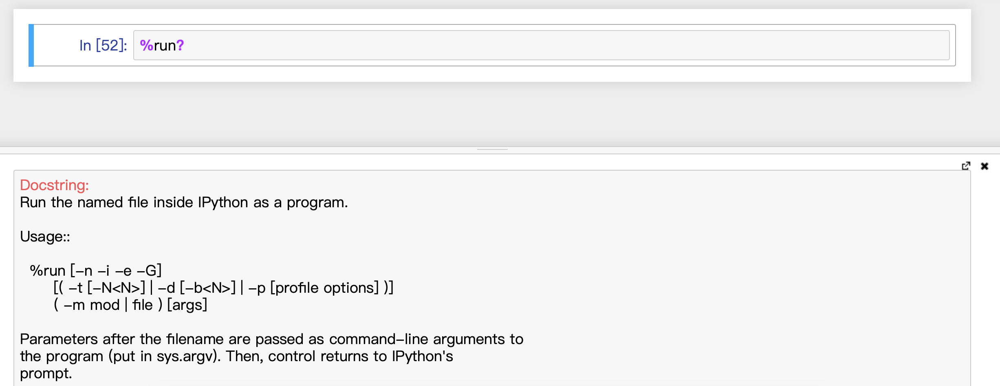 In [52]: %run?
Docstring:
Run the named file inside IPython as a program.
Usage::
%run [–n –i –e –G]
[( –t [–N<N>] | –d [–b<N>] | –p [profile options] )]
( –m mod | file ) [args]
Parameters after the filename are passed as command–line arguments to
the program (put in sys.argv). Then, control returns to IPython's
prompt.